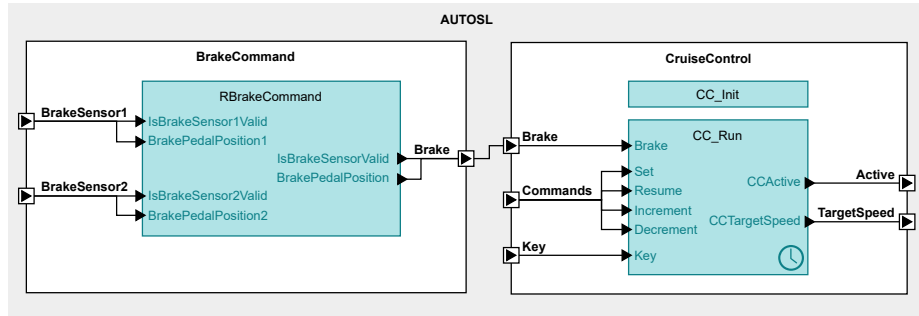 AUTOSL
BrakeCommand
RBrakeCommand
BrakeSensor1
IsBrakeSensor1Valid
BrakePedalPosition1
IsBrakeSensorValid
BrakePedalPosition
Brake
BrakeSensor2
IsBrakeSensor2Valid
BrakePedalPosition2
CruiseControl
CC_Init
CC_Run
Brake
Brake
Commands
Set
Resume
Increment
Decrement
Key
Key
CCActive
Active
CCTargetSpeed
TargetSpeed